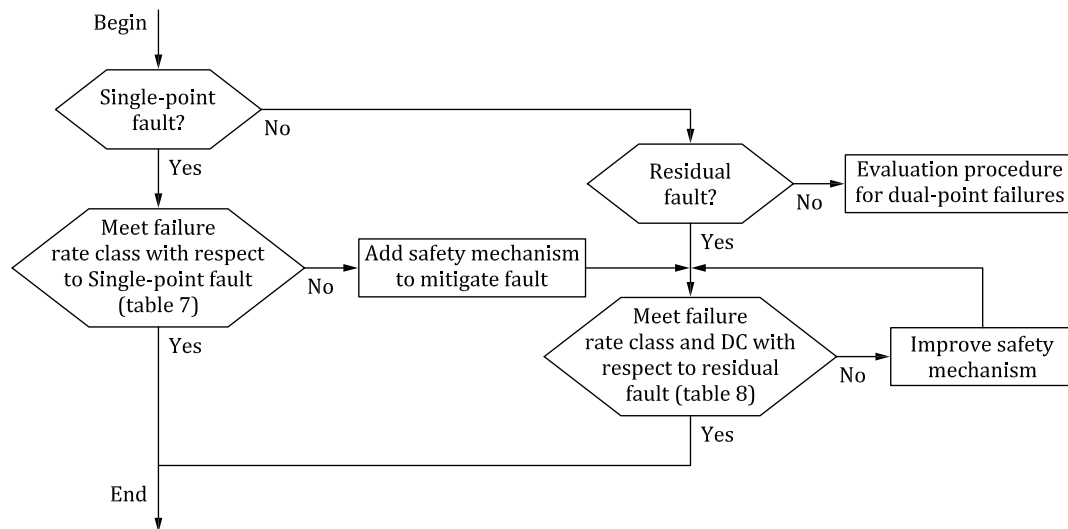 Begin
Single-point
fault?
No
Yes
Residual
fault?
No
Evaluation procedure
for dual-point failures
Yes
Meet failure
rate class with respect
to Single-point fault
(table 7)
No
Add safety mechanism
to mitigate fault
Yes
Meet failure
rate class and DC with
respect to residual
fault (table 8)
No
Improve safety
mechanism
Yes
End